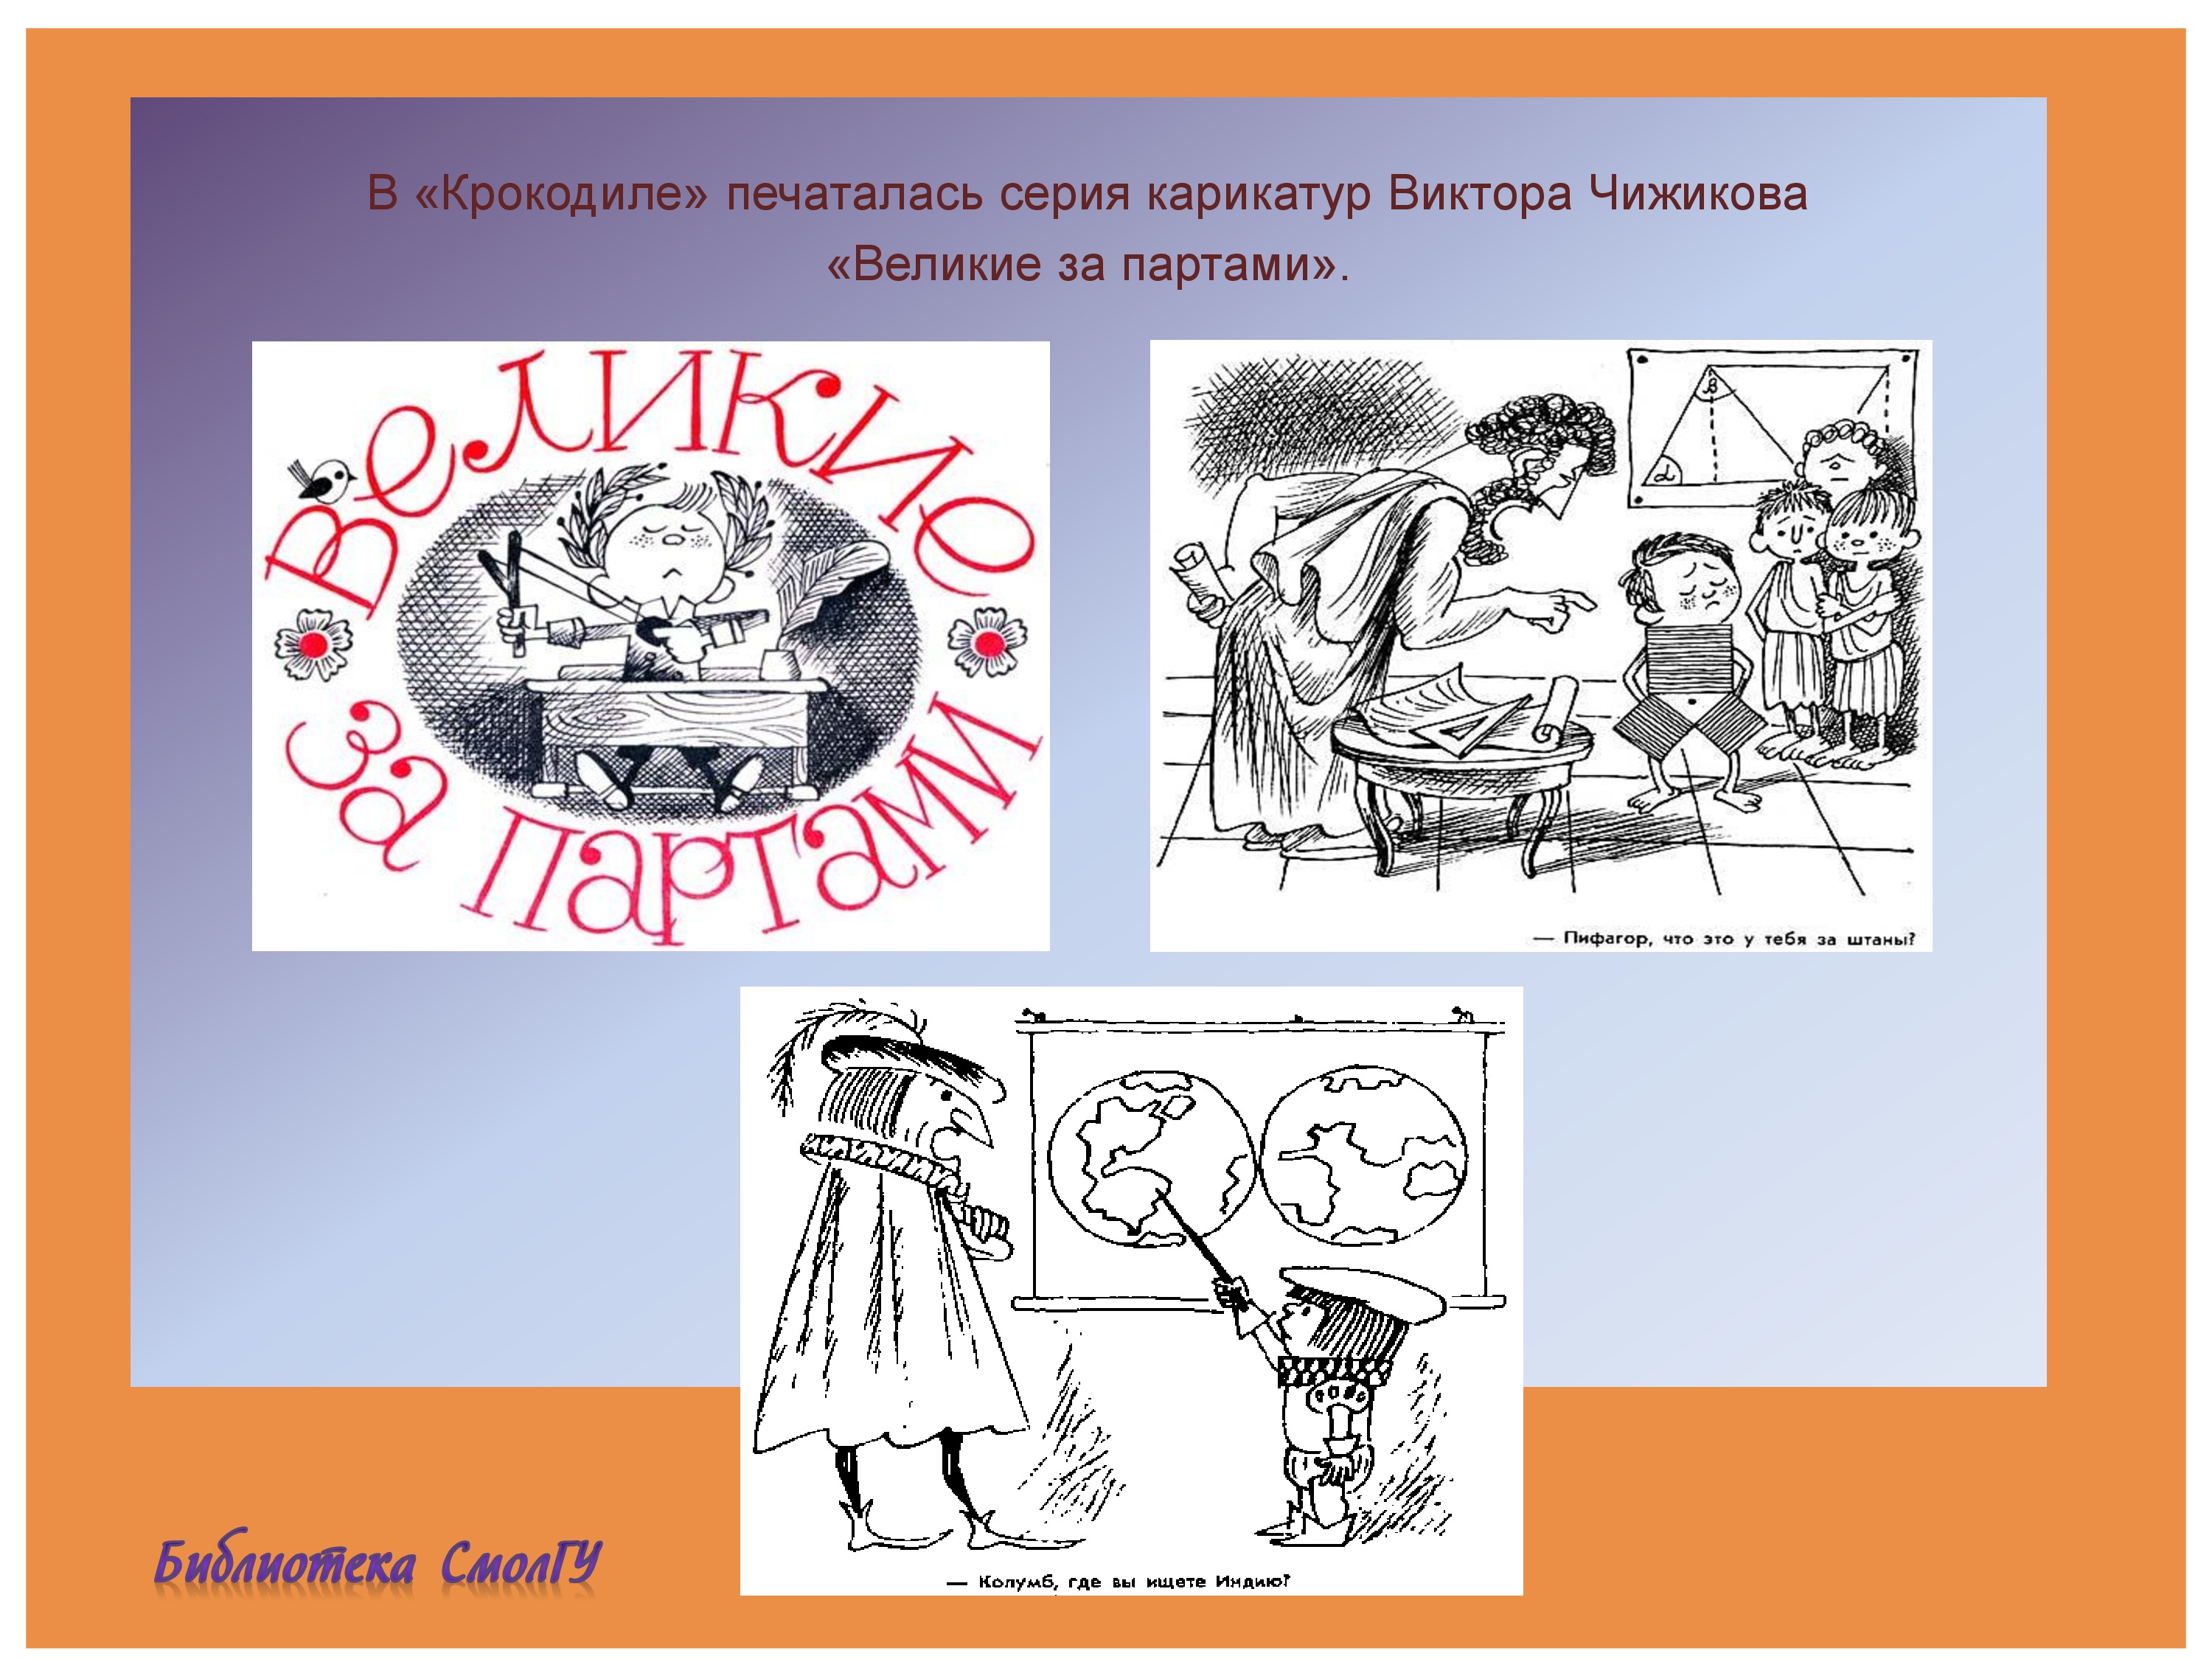 В «Крокодиле» печаталась серия карикатур Виктора Чижикова
«Великие за партами».
Великие
за партами
β
α
— Пифагор, что это у тебя за штаны?
— Колумб, где вы ищете Индию?
Библиотека СмолГУ